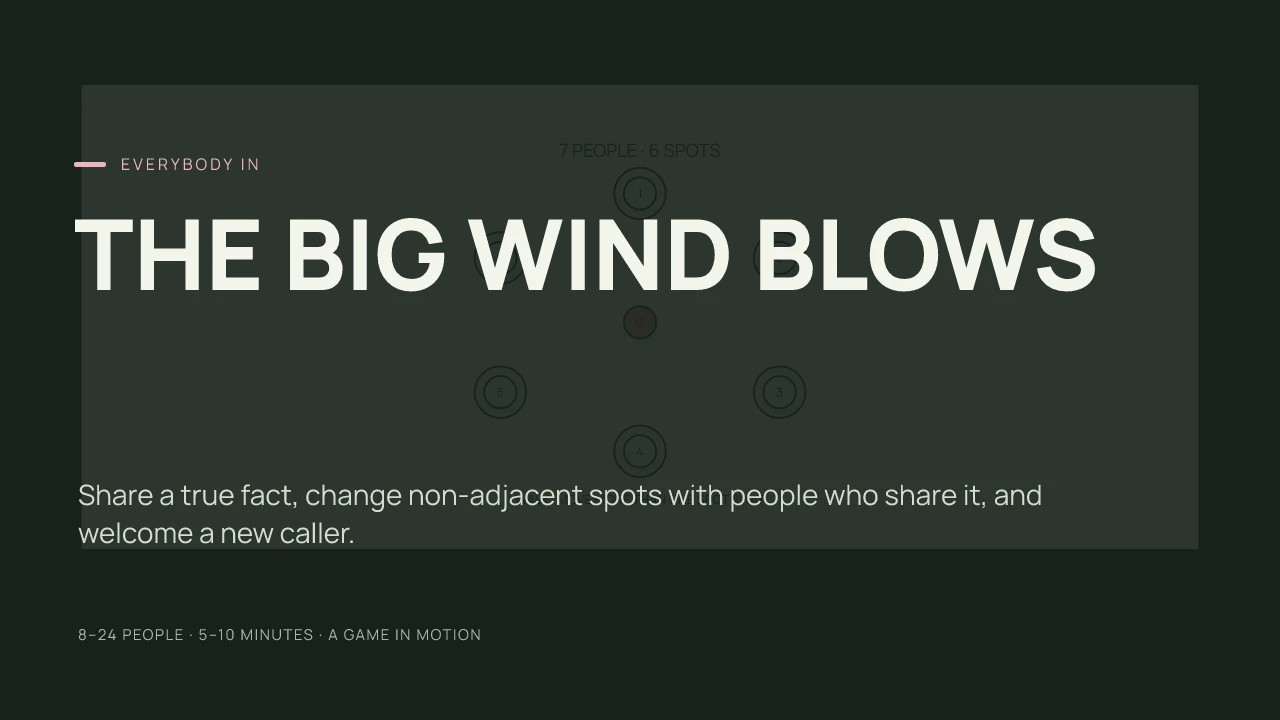 7 PEOPLE · 6 SPOTS
EVERYBODY IN
1
THE BIG WIND BLOWS
5
3
4
Share a true fact, change non-adjacent spots with people who share it, and
welcome a new caller.
8–24 PEOPLE · 5–10 MINUTES · A GAME IN MOTION